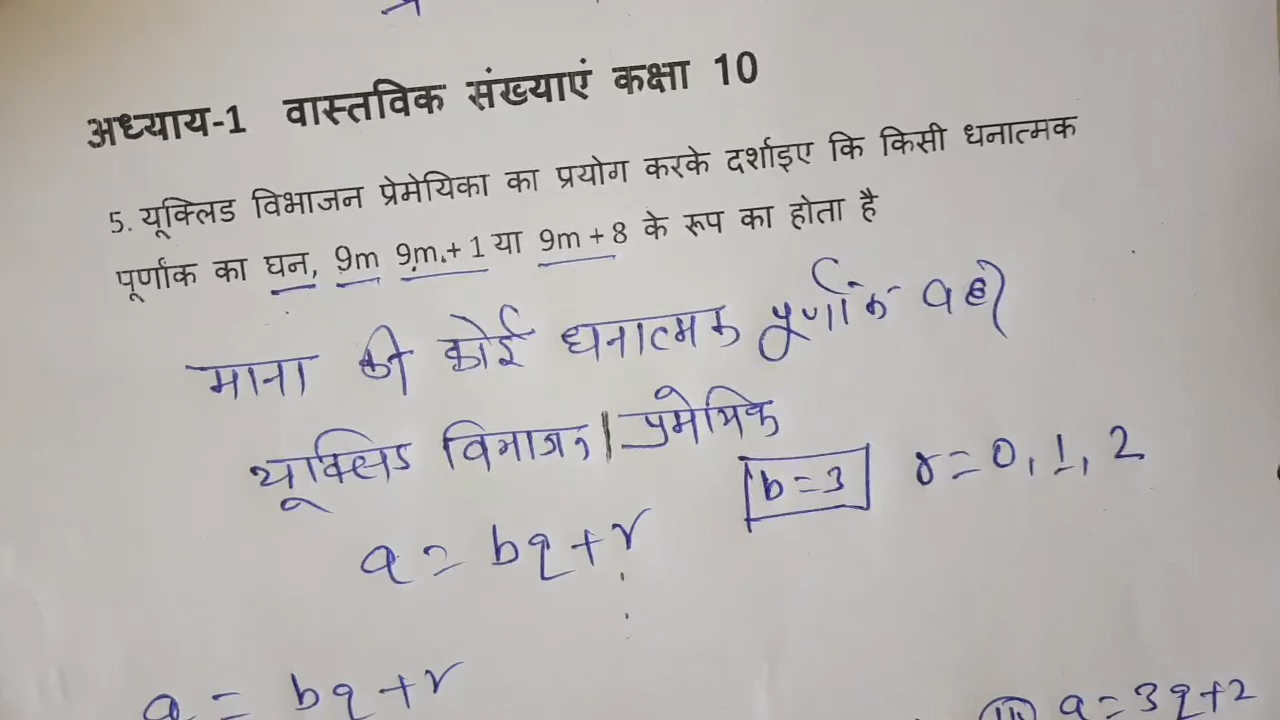 अध्याय-1 वास्तविक संख्याएं कक्षा 10
5. यूक्लिड विभाजन प्रेमेयिका का प्रयोग करके दर्शाइए कि किसी धनात्मक
पूर्णांक का घन, 9m 9m + 1 या 9m + 8 के रूप का होता है
माना की कोई धनात्मक पूर्णांक a हो
यूक्लिड विभाजन प्रमेयिके
b = 3 r = 0, 1, 2
a = bq + r
a = bq + r
(iii) a = 3q + 2